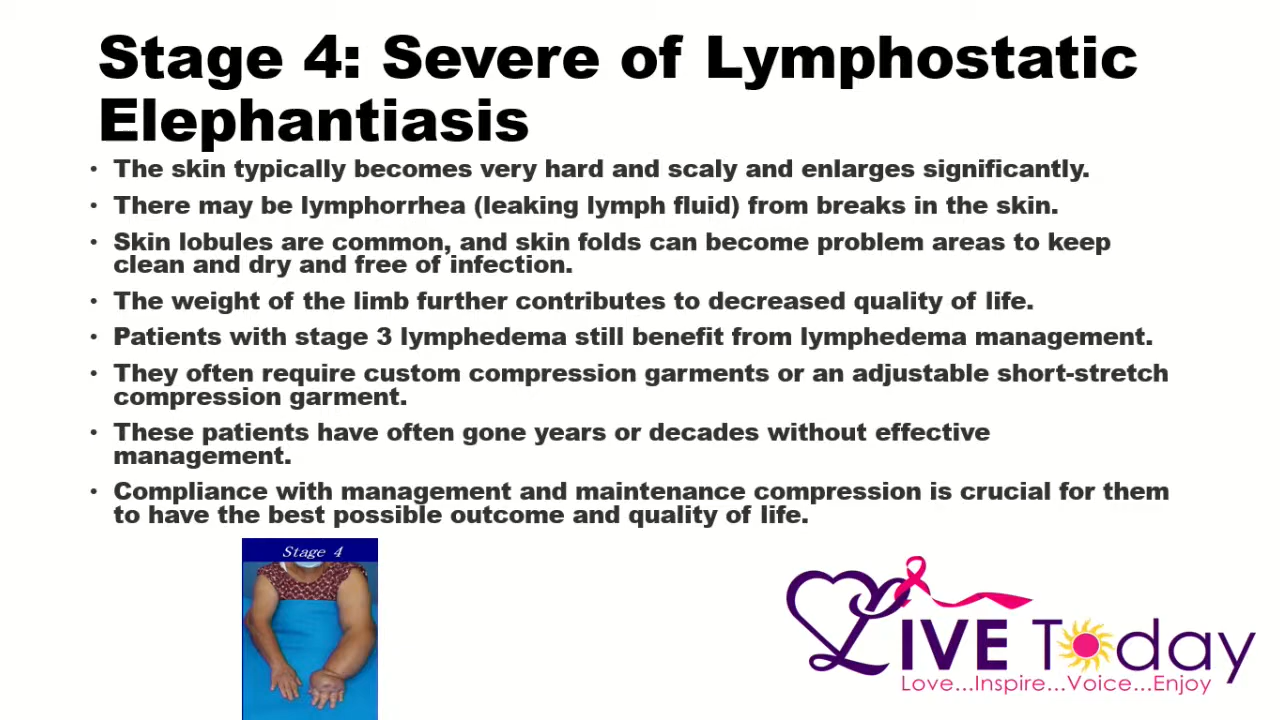 Stage 4: Severe of Lymphostatic
Elephantiasis
• The skin typically becomes very hard and scaly and enlarges significantly.
• There may be lymphorrhea (leaking lymph fluid) from breaks in the skin.
• Skin lobules are common, and skin folds can become problem areas to keep
clean and dry and free of infection.
• The weight of the limb further contributes to decreased quality of life.
• Patients with stage 3 lymphedema still benefit from lymphedema management.
• They often require custom compression garments or an adjustable short-stretch
compression garment.
• These patients have often gone years or decades without effective
management.
• Compliance with management and maintenance compression is crucial for them
to have the best possible outcome and quality of life.
Stage 4
LIVE Today
Love...Inspire...Voice...Enjoy